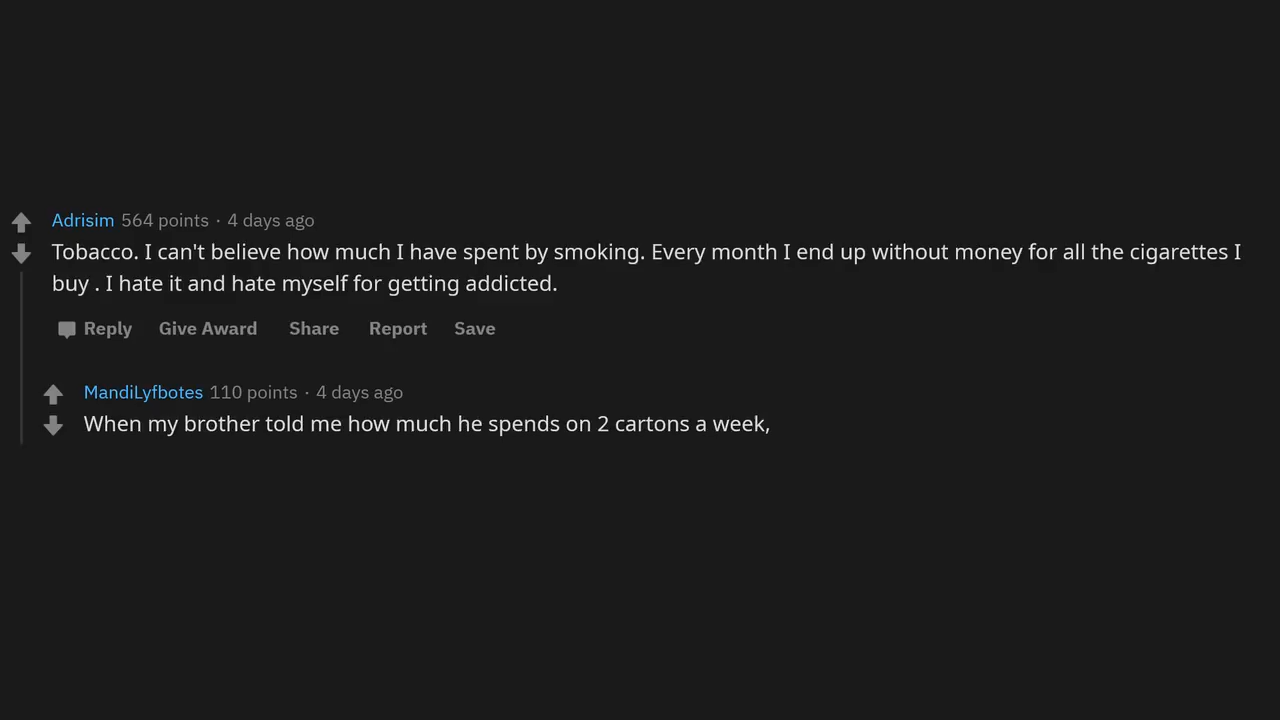 Adrisim 564 points · 4 days ago
Tobacco. I can't believe how much I have spent by smoking. Every month I end up without money for all the cigarettes I
buy . I hate it and hate myself for getting addicted.
Reply Give Award Share Report Save
MandiLyfbotes 110 points · 4 days ago
When my brother told me how much he spends on 2 cartons a week,